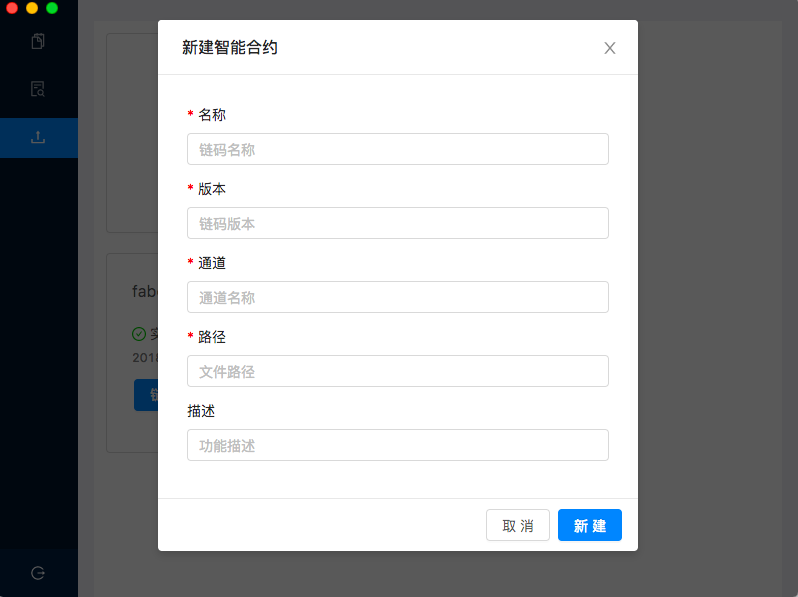 新建智能合约
* 名称
链码名称
* 版本
链码版本
* 通道
通道名称
* 路径
文件路径
描述
功能描述
取 消
新 建
fab
2018